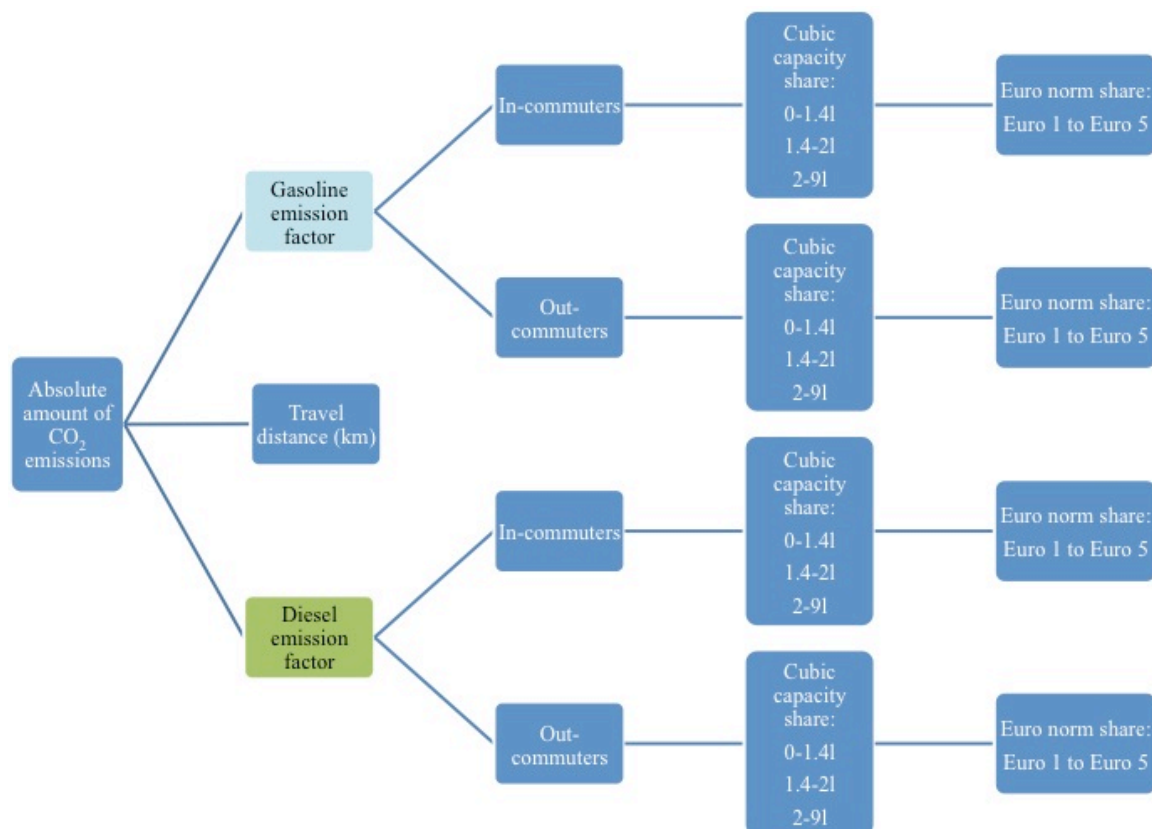 Absolute
amount of
CO₂
emissions
Gasoline
emission
factor
In-commuters
Cubic
capacity
share:
0-1.4l
1.4-2l
2-9l
Euro norm share:
Euro 1 to Euro 5
Out-
commuters
Cubic
capacity
share:
0-1.4l
1.4-2l
2-9l
Euro norm share:
Euro 1 to Euro 5
Travel
distance (km)
Diesel
emission
factor
In-commuters
Cubic
capacity
share:
0-1.4l
1.4-2l
2-9l
Euro norm share:
Euro 1 to Euro 5
Out-
commuters
Cubic
capacity
share:
0-1.4l
1.4-2l
2-9l
Euro norm share:
Euro 1 to Euro 5